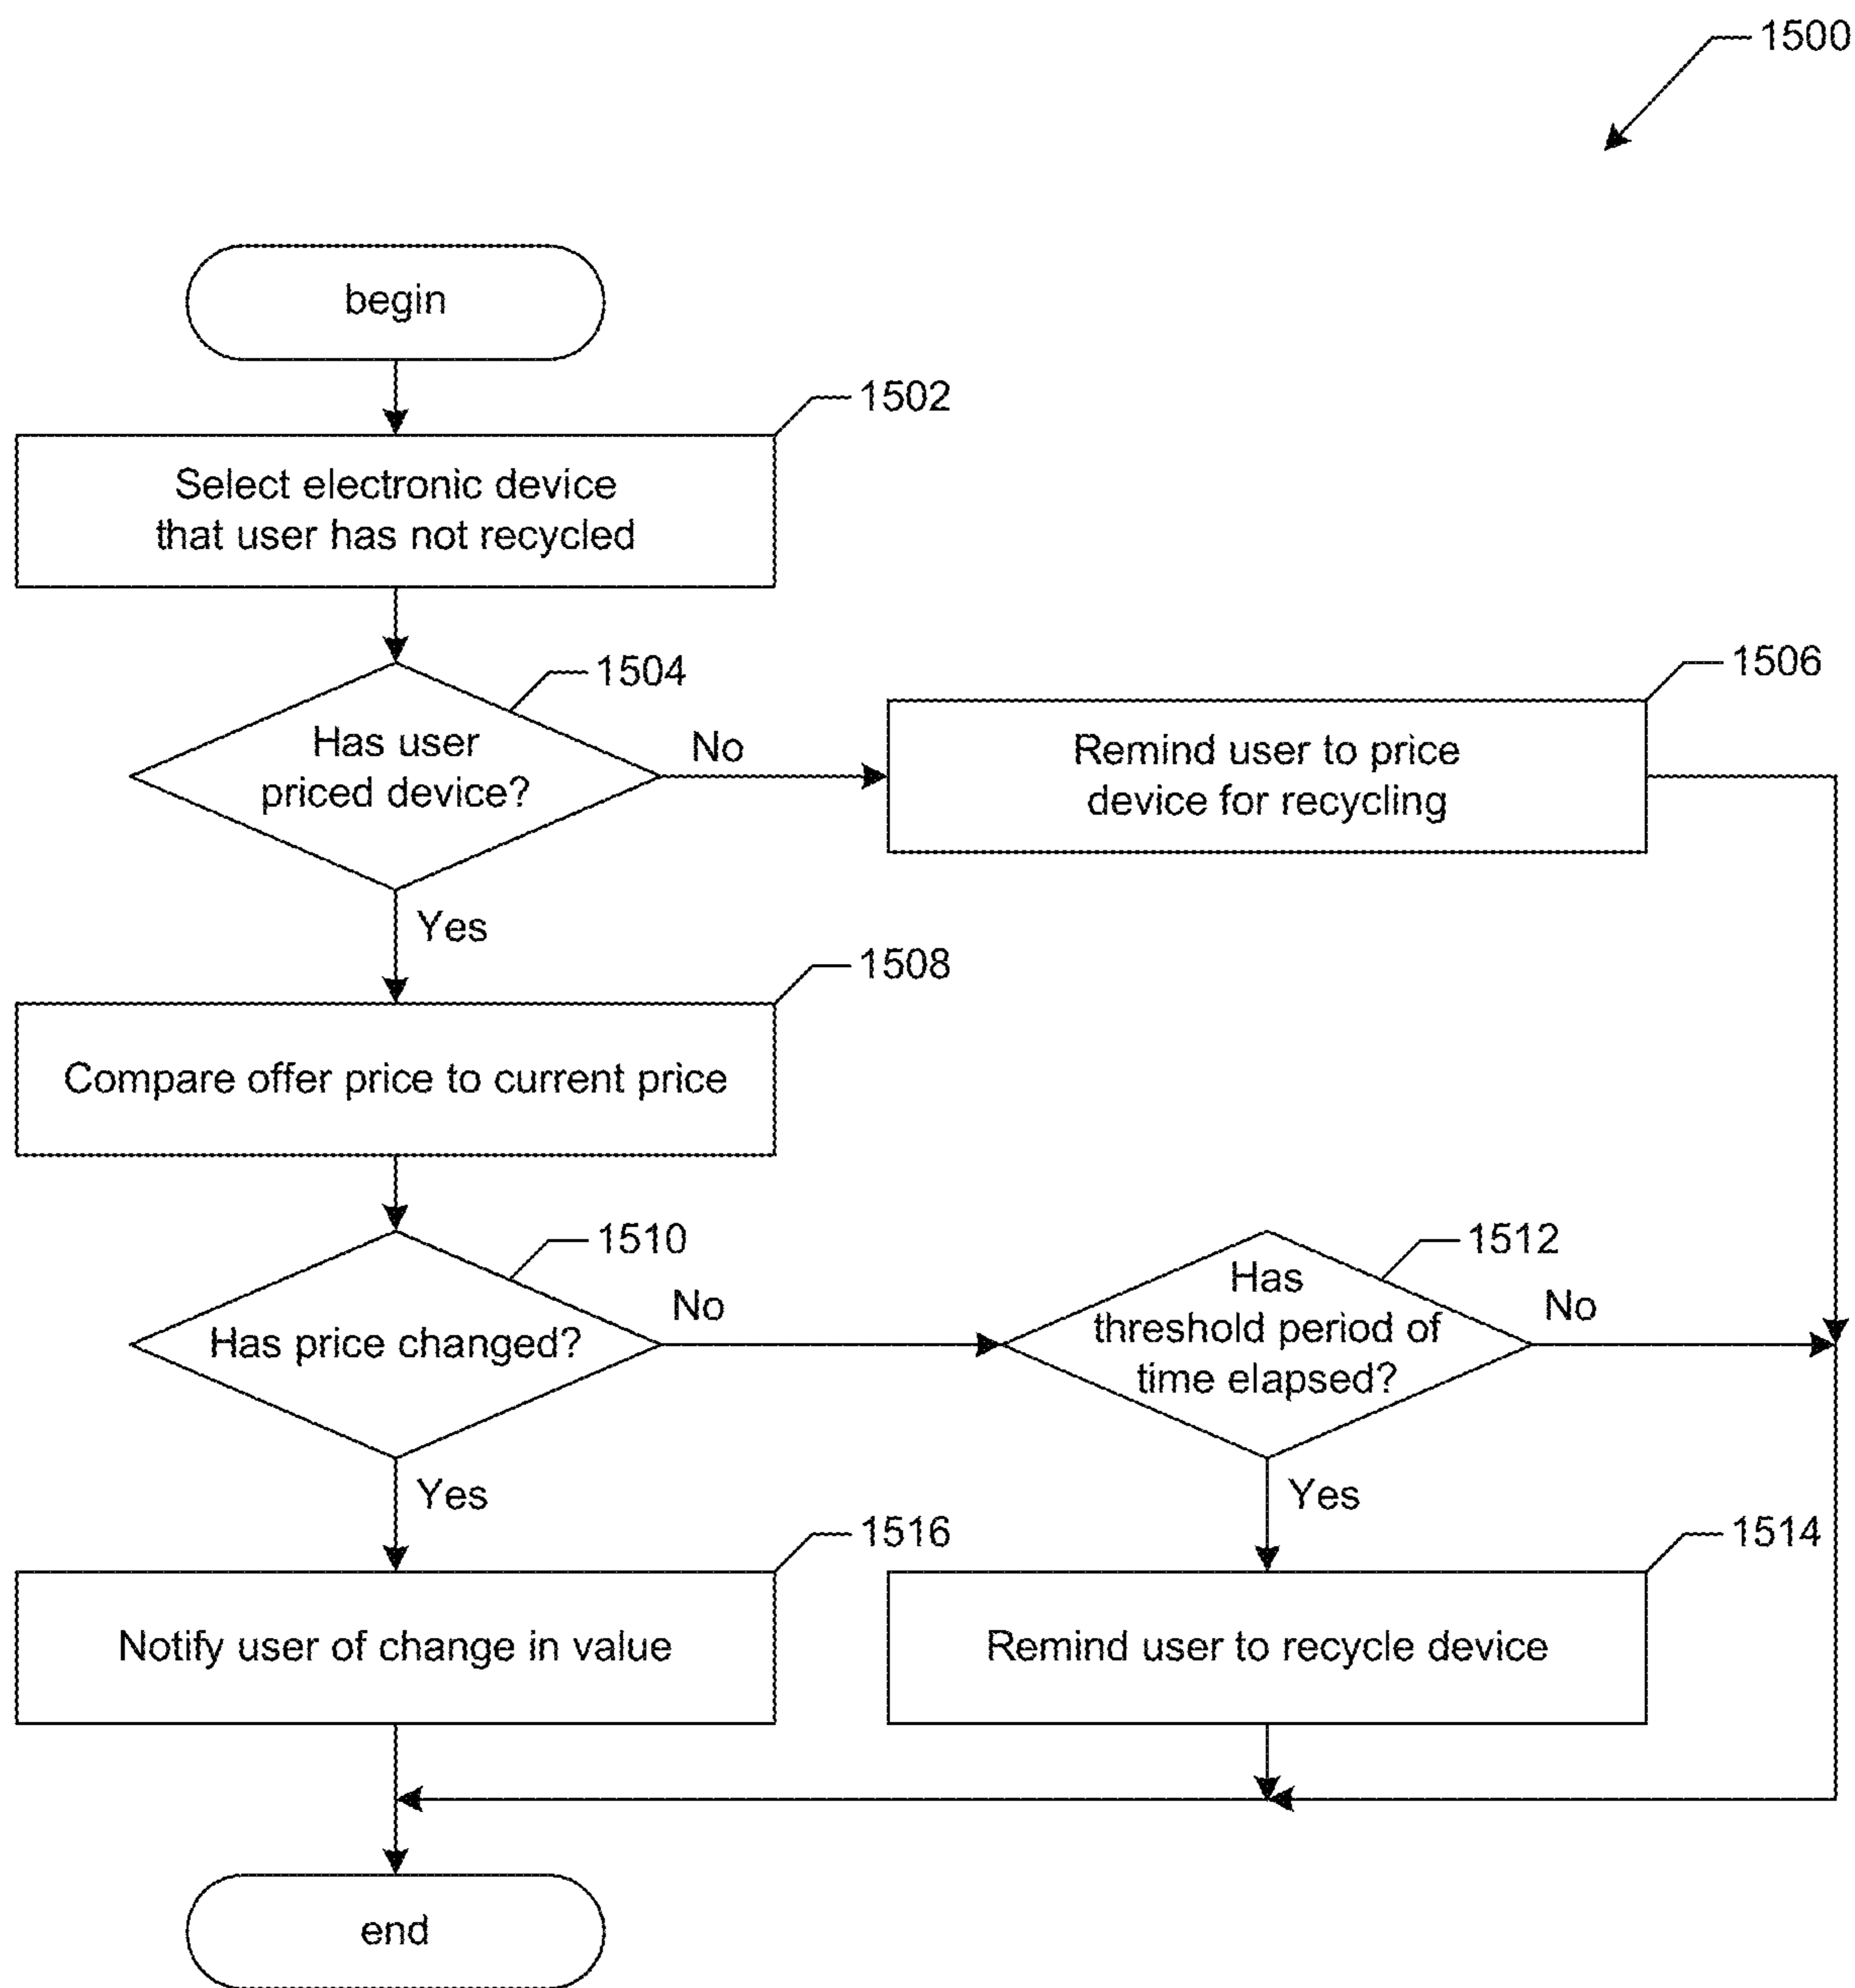 1500
begin
1502
Select electronic device
that user has not recycled
1504
Has user
priced device?
No
1506
Remind user to price
device for recycling
Yes
1508
Compare offer price to current price
1510
Has price changed?
No
1512
Has
threshold period of
time elapsed?
No
Yes
1516
Notify user of change in value
Yes
1514
Remind user to recycle device
end